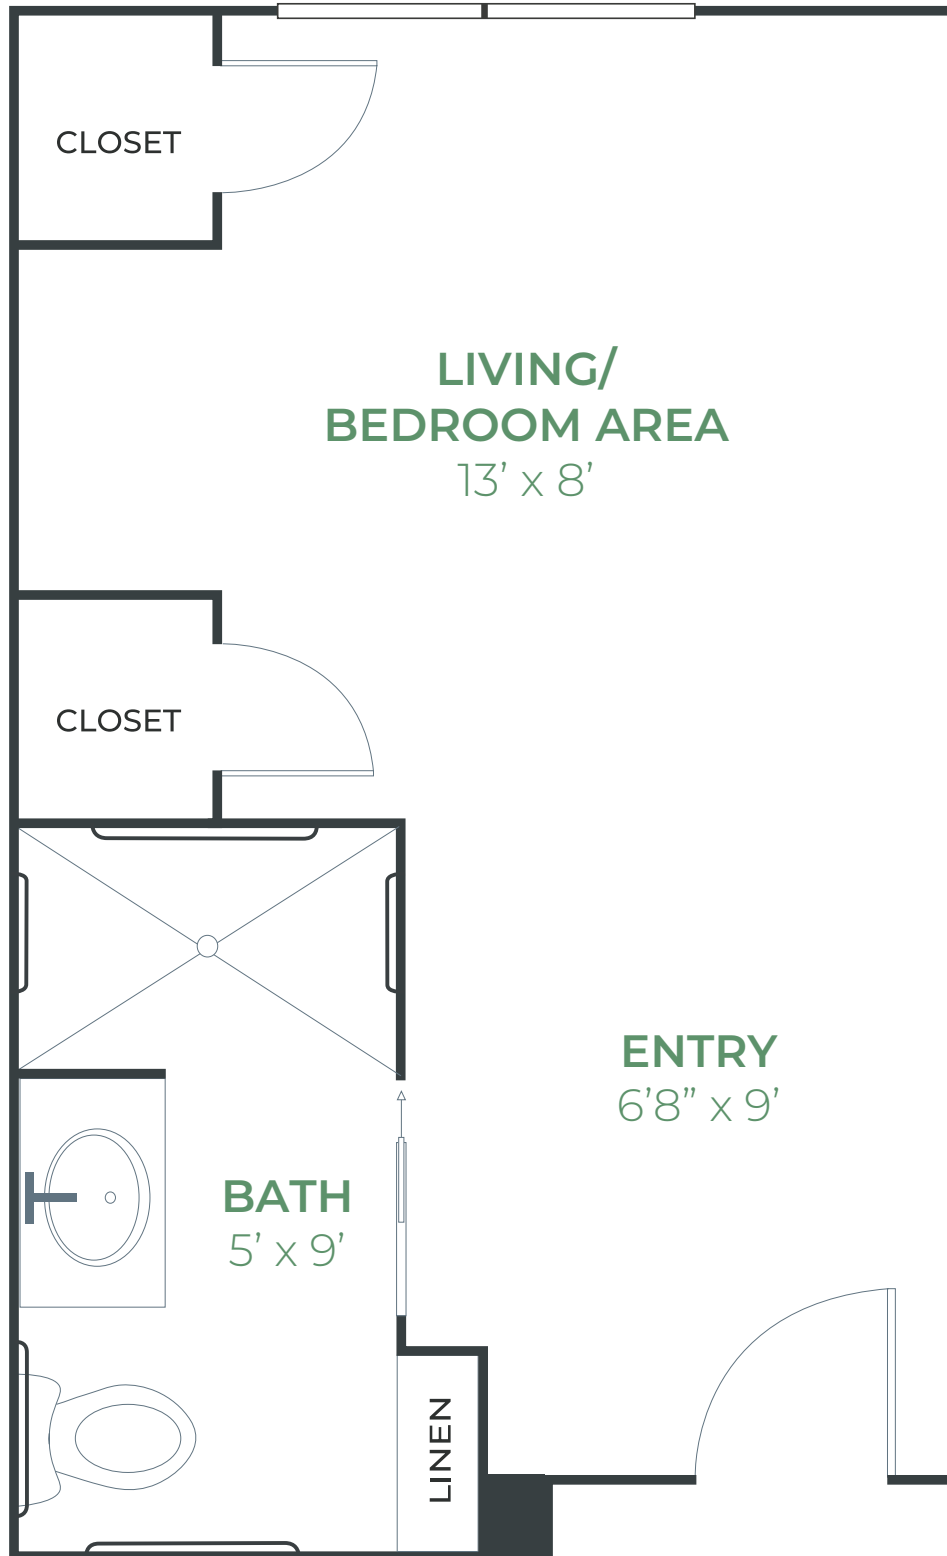 CLOSET
LIVING/
BEDROOM AREA
13’ x 8’
CLOSET
ENTRY
6’8” x 9’
BATH
5’ x 9’
LINEN